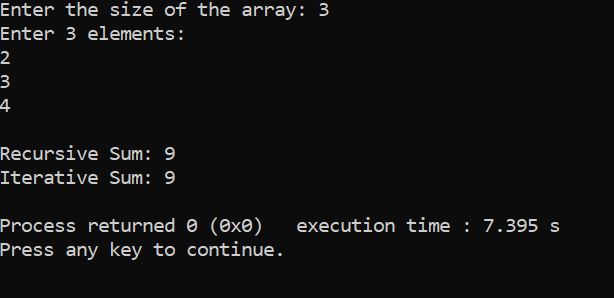 Enter the size of the array: 3
Enter 3 elements:
2
3
4
Recursive Sum: 9
Iterative Sum: 9
Process returned 0 (0x0)   execution time : 7.395 s
Press any key to continue.